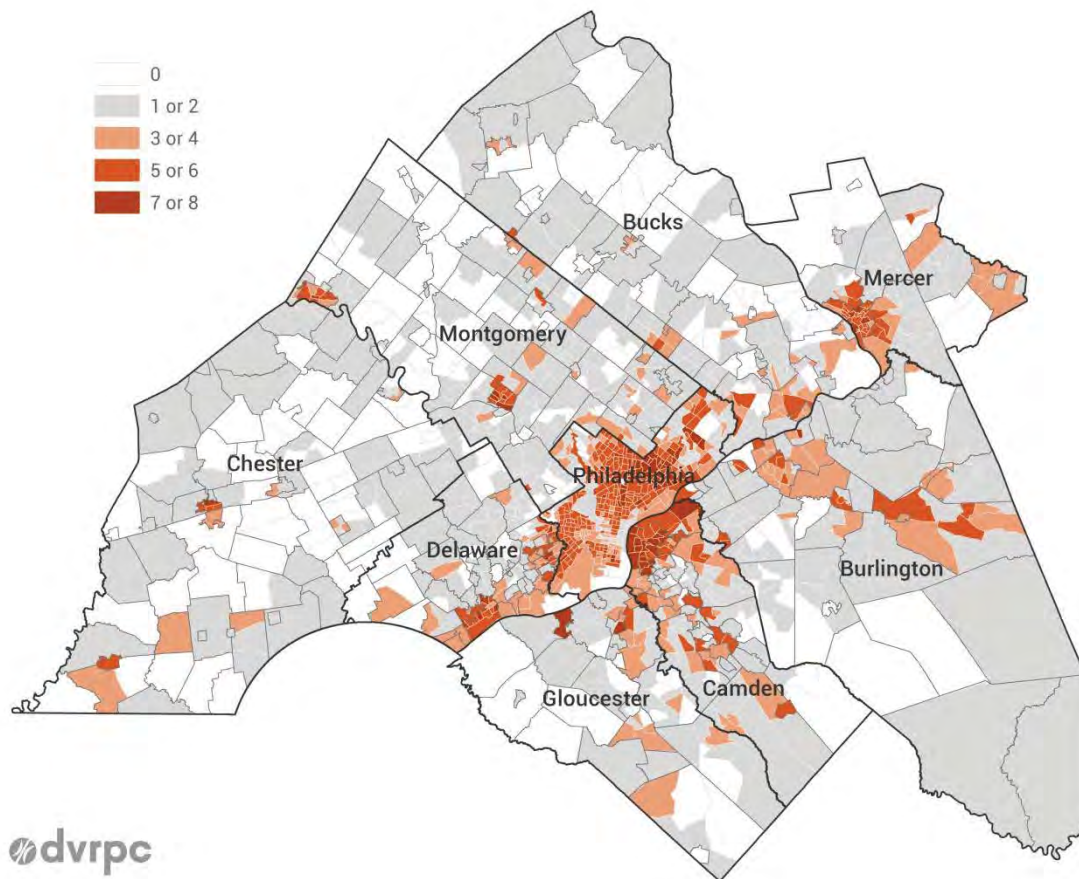 0
1 or 2
3 or 4
5 or 6
7 or 8
Bucks
Mercer
Montgomery
Chester
Philadelphia
Delaware
Burlington
Gloucester
Camden
dvrpc